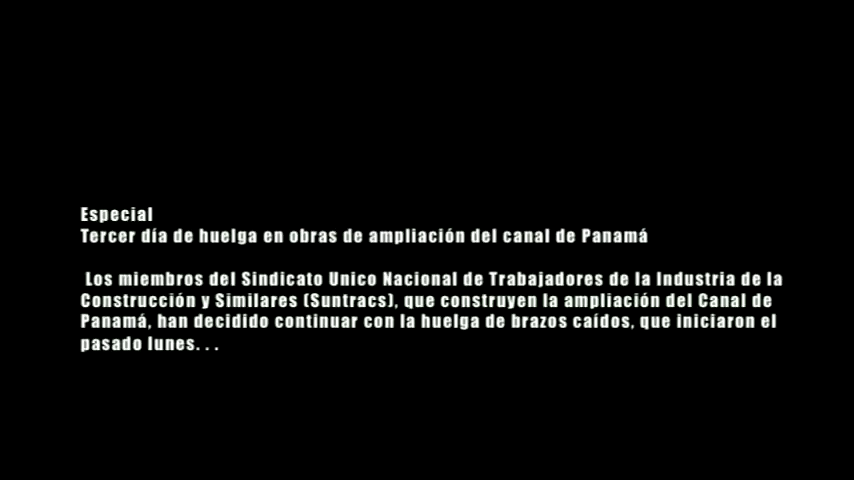 Especial
Tercer día de huelga en obras de ampliación del canal de Panamá
Los miembros del Sindicato Unico Nacional de Trabajadores de la Industria de la
Construcción y Similares (Suntracs), que construyen la ampliación del Canal de
Panamá, han decidido continuar con la huelga de brazos caídos, que iniciaron el
pasado lunes. . .